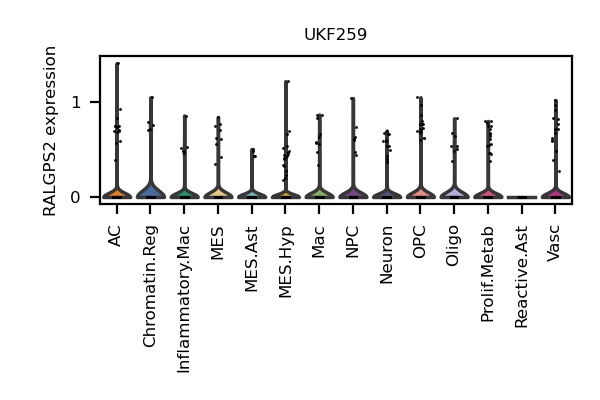 UKF259
RALGPS2 expression
1
0
AC
Chromatin.Reg
Inflammatory.Mac
MES
MES.Ast
MES.Hyp
Mac
NPC
Neuron
OPC
Oligo
Prolif.Metab
Reactive.Ast
Vasc